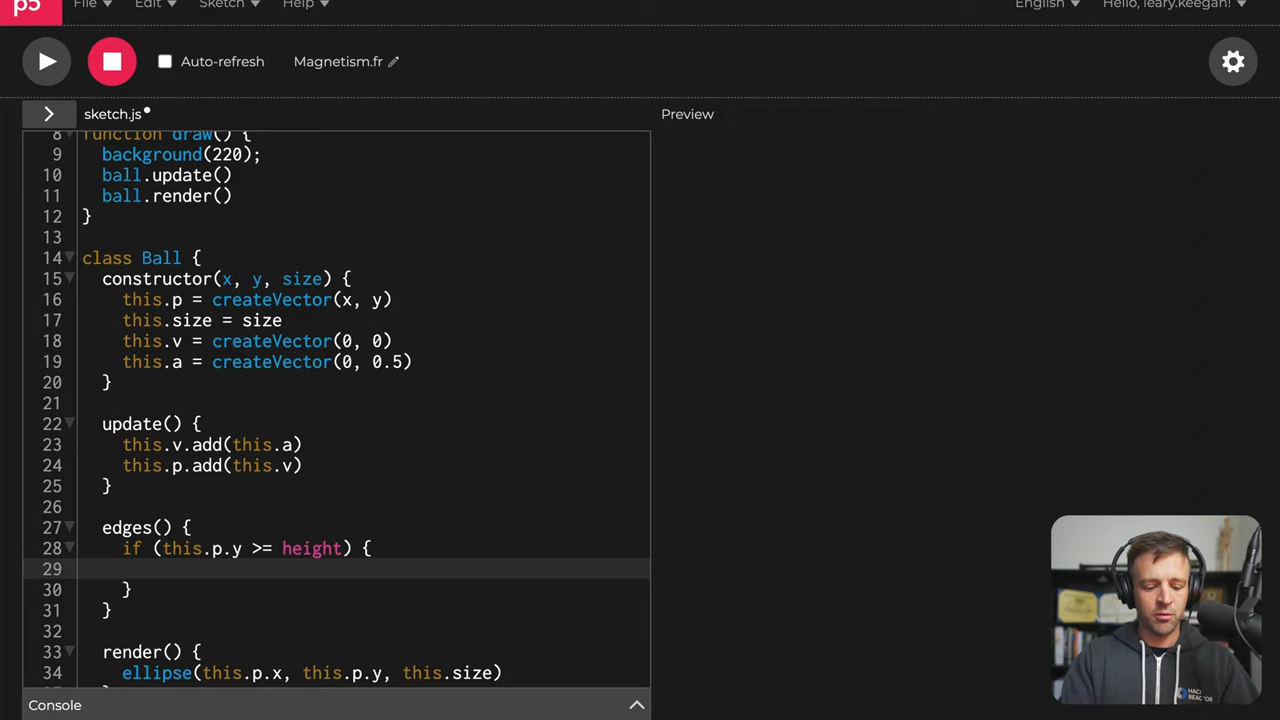 p5 File Edit Sketch Help English Hello, leary.keegan!
Auto-refresh Magnetism.fr
sketch.js Preview
8 function draw() {
9 background(220);
10 ball.update()
11 ball.render()
12 }
13
14 class Ball {
15 constructor(x, y, size) {
16 this.p = createVector(x, y)
17 this.size = size
18 this.v = createVector(0, 0)
19 this.a = createVector(0, 0.5)
20 }
21
22 update() {
23 this.v.add(this.a)
24 this.p.add(this.v)
25 }
26
27 edges() {
28 if (this.p.y >= height) {
29
30 }
31 }
32
33 render() {
34 ellipse(this.p.x, this.p.y, this.size)
Console